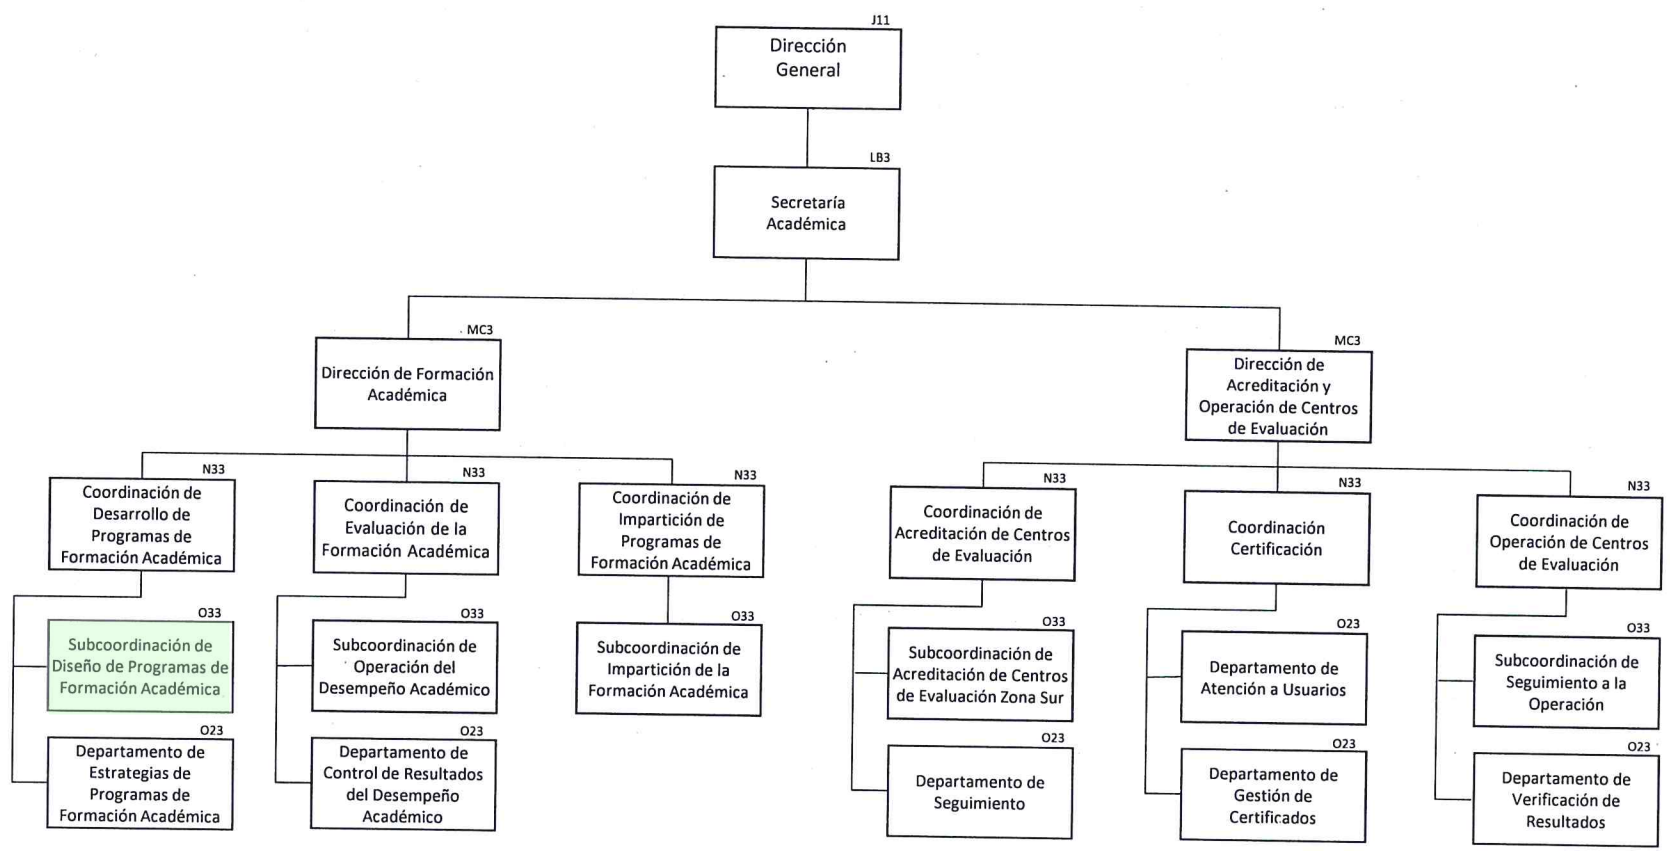 J11
Dirección
General
LB3
Secretaría
Académica
MC3
Dirección de Formación
Académica
MC3
Dirección de
Acreditación y
Operación de Centros
de Evaluación
N33
Coordinación de
Desarrollo de
Programas de
Formación Académica
N33
Coordinación de
Evaluación de la
Formación Académica
N33
Coordinación de
Impartición de
Programas de
Formación Académica
N33
Coordinación de
Acreditación de Centros
de Evaluación
N33
Coordinación
Certificación
N33
Coordinación de
Operación de Centros
de Evaluación
O33
Subcoordinación de
Diseño de Programas de
Formación Académica
O33
Subcoordinación de
Operación del
Desempeño Académico
O33
Subcoordinación de
Impartición de la
Formación Académica
O33
Subcoordinación de
Acreditación de Centros
de Evaluación Zona Sur
O23
Departamento de
Atención a Usuarios
O33
Subcoordinación de
Seguimiento a la
Operación
O23
Departamento de
Estrategias de
Programas de
Formación Académica
O23
Departamento de
Control de Resultados
del Desempeño
Académico
O23
Departamento de
Seguimiento
O23
Departamento de
Gestión de
Certificados
O23
Departamento de
Verificación de
Resultados